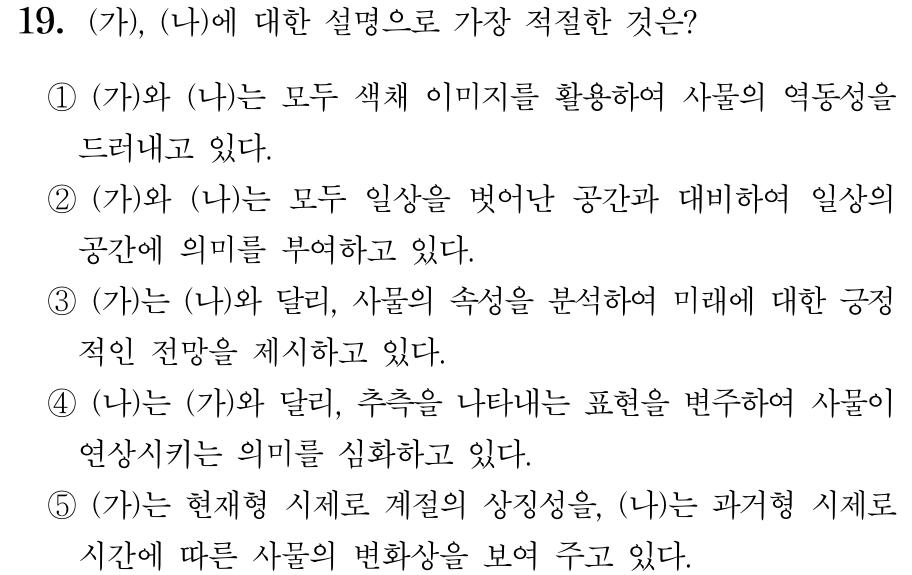 19. (가), (나)에 대한 설명으로 가장 적절한 것은?
① (가)와 (나)는 모두 색채 이미지를 활용하여 사물의 역동성을
드러내고 있다.
② (가)와 (나)는 모두 일상을 벗어난 공간과 대비하여 일상의
공간에 의미를 부여하고 있다.
③ (가)는 (나)와 달리, 사물의 속성을 분석하여 미래에 대한 긍정
적인 전망을 제시하고 있다.
④ (나)는 (가)와 달리, 추측을 나타내는 표현을 변주하여 사물이
연상시키는 의미를 심화하고 있다.
⑤ (가)는 현재형 시제로 계절의 상징성을, (나)는 과거형 시제로
시간에 따른 사물의 변화상을 보여 주고 있다.